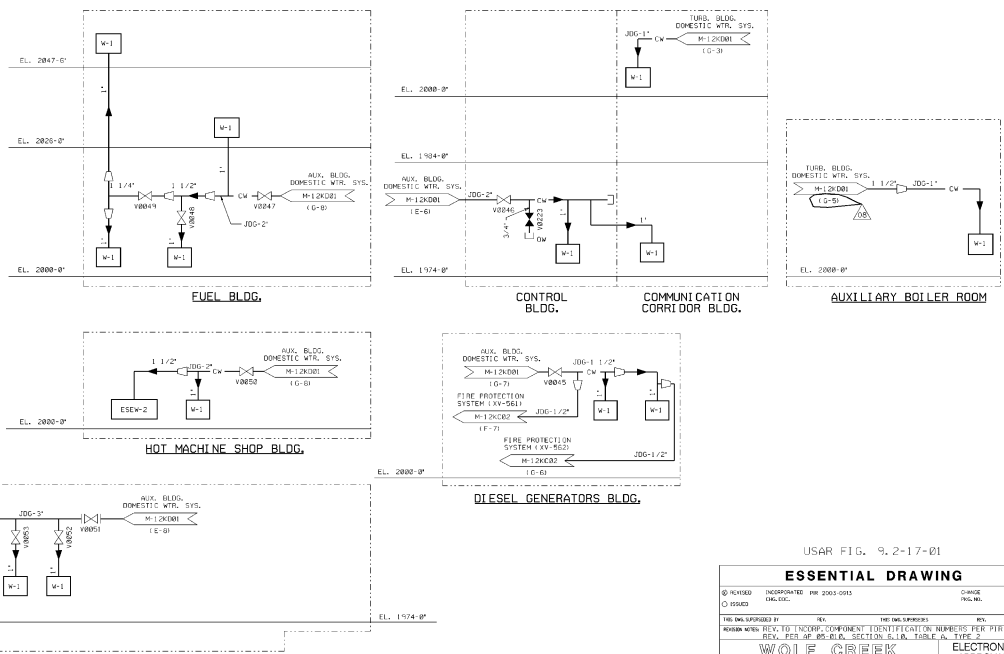 W-1
EL. 2047-6"
1"
EL. 2026-0"
W-1
1"
1 1/4"
1 1/2"
CW
V0049
V0048
V0047
JDG-2"
AUX. BLDG.
DOMESTIC WTR. SYS.
M-12KD01
(G-8)
1"
W-1
1"
W-1
EL. 2000-0"
FUEL BLDG.
TURB. BLDG.
DOMESTIC WTR. SYS.
JDG-1"
CW
M-12KD01
(G-3)
W-1
EL. 2000-0"
EL. 1984-0"
AUX. BLDG.
DOMESTIC WTR. SYS.
M-12KD01
(E-6)
JDG-2"
V0046
CW
3/4"
V0223
OW
1"
W-1
1"
W-1
EL. 1974-0"
CONTROL
BLDG.
COMMUNICATION
CORRIDOR BLDG.
TURB. BLDG.
DOMESTIC WTR. SYS.
M-12KD01
(G-5)
08
1 1/2"
JDG-1"
CW
W-1
EL. 2000-0"
AUXILIARY BOILER ROOM
1 1/2"
JDG-2"
CW
V0050
AUX. BLDG.
DOMESTIC WTR. SYS.
M-12KD01
(G-8)
ESEW-2
1"
W-1
EL. 2000-0"
HOT MACHINE SHOP BLDG.
AUX. BLDG.
DOMESTIC WTR. SYS.
M-12KD01
(G-7)
V0045
JDG-1 1/2"
CW
1"
W-1
1"
W-1
FIRE PROTECTION
SYSTEM (XV-561)
M-12KC02
(F-7)
JDG-1/2"
FIRE PROTECTION
SYSTEM (XV-562)
M-12KC02
(G-6)
JDG-1/2"
EL. 2000-0"
DIESEL GENERATORS BLDG.
JDG-3"
V0053
V0052
V0051
AUX. BLDG.
DOMESTIC WTR. SYS.
M-12KD01
(E-8)
1"
W-1
1"
W-1
EL. 1974-0"
USAR FIG. 9.2-17-01
ESSENTIAL DRAWING
REVISED
INCORPORATED PIR 2003-0913
CHG. DOC.
CHANGE
PKG. NO.
ISSUED
THIS DWG. SUPERSEDED BY
REV.
THIS DWG. SUPERSEDES
REV.
REVISION NOTES: REV. TO INCORP. COMPONENT IDENTIFICATION NUMBERS PER PIR
REV. PER AP 05-010, SECTION 6.10, TABLE A, TYPE 2
WOLF CREEK
ELECTRON